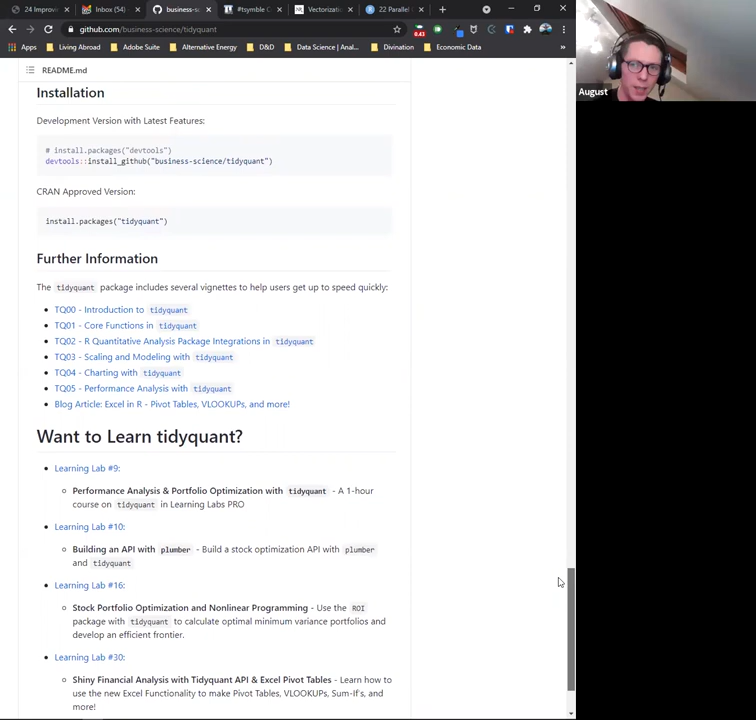 24 Improvi
Inbox (54)
business-sc
#tsymble C
Vectorizatio
22 Parallel
github.com/business-science/tidyquant
Apps
Living Abroad
Adobe Suite
Alternative Energy
D&D
Data Science | Anal...
Divination
Economic Data
»
README.md
August
Installation
Development Version with Latest Features:
# install.packages("devtools")
devtools::install_github("business-science/tidyquant")
CRAN Approved Version:
install.packages("tidyquant")
Further Information
The tidyquant package includes several vignettes to help users get up to speed quickly:
• TQ00 - Introduction to tidyquant
• TQ01 - Core Functions in tidyquant
• TQ02 - R Quantitative Analysis Package Integrations in tidyquant
• TQ03 - Scaling and Modeling with tidyquant
• TQ04 - Charting with tidyquant
• TQ05 - Performance Analysis with tidyquant
• Blog Article: Excel in R - Pivot Tables, VLOOKUPs, and more!
Want to Learn tidyquant?
• Learning Lab #9:
Performance Analysis & Portfolio Optimization with tidyquant - A 1-hour
course on tidyquant in Learning Labs PRO
• Learning Lab #10:
Building an API with plumber - Build a stock optimization API with plumber
and tidyquant
• Learning Lab #16:
Stock Portfolio Optimization and Nonlinear Programming - Use the ROI
package with tidyquant to calculate optimal minimum variance portfolios and
develop an efficient frontier.
• Learning Lab #30:
Shiny Financial Analysis with Tidyquant API & Excel Pivot Tables - Learn how to
use the new Excel Functionality to make Pivot Tables, VLOOKUPs, Sum-If's, and
more!